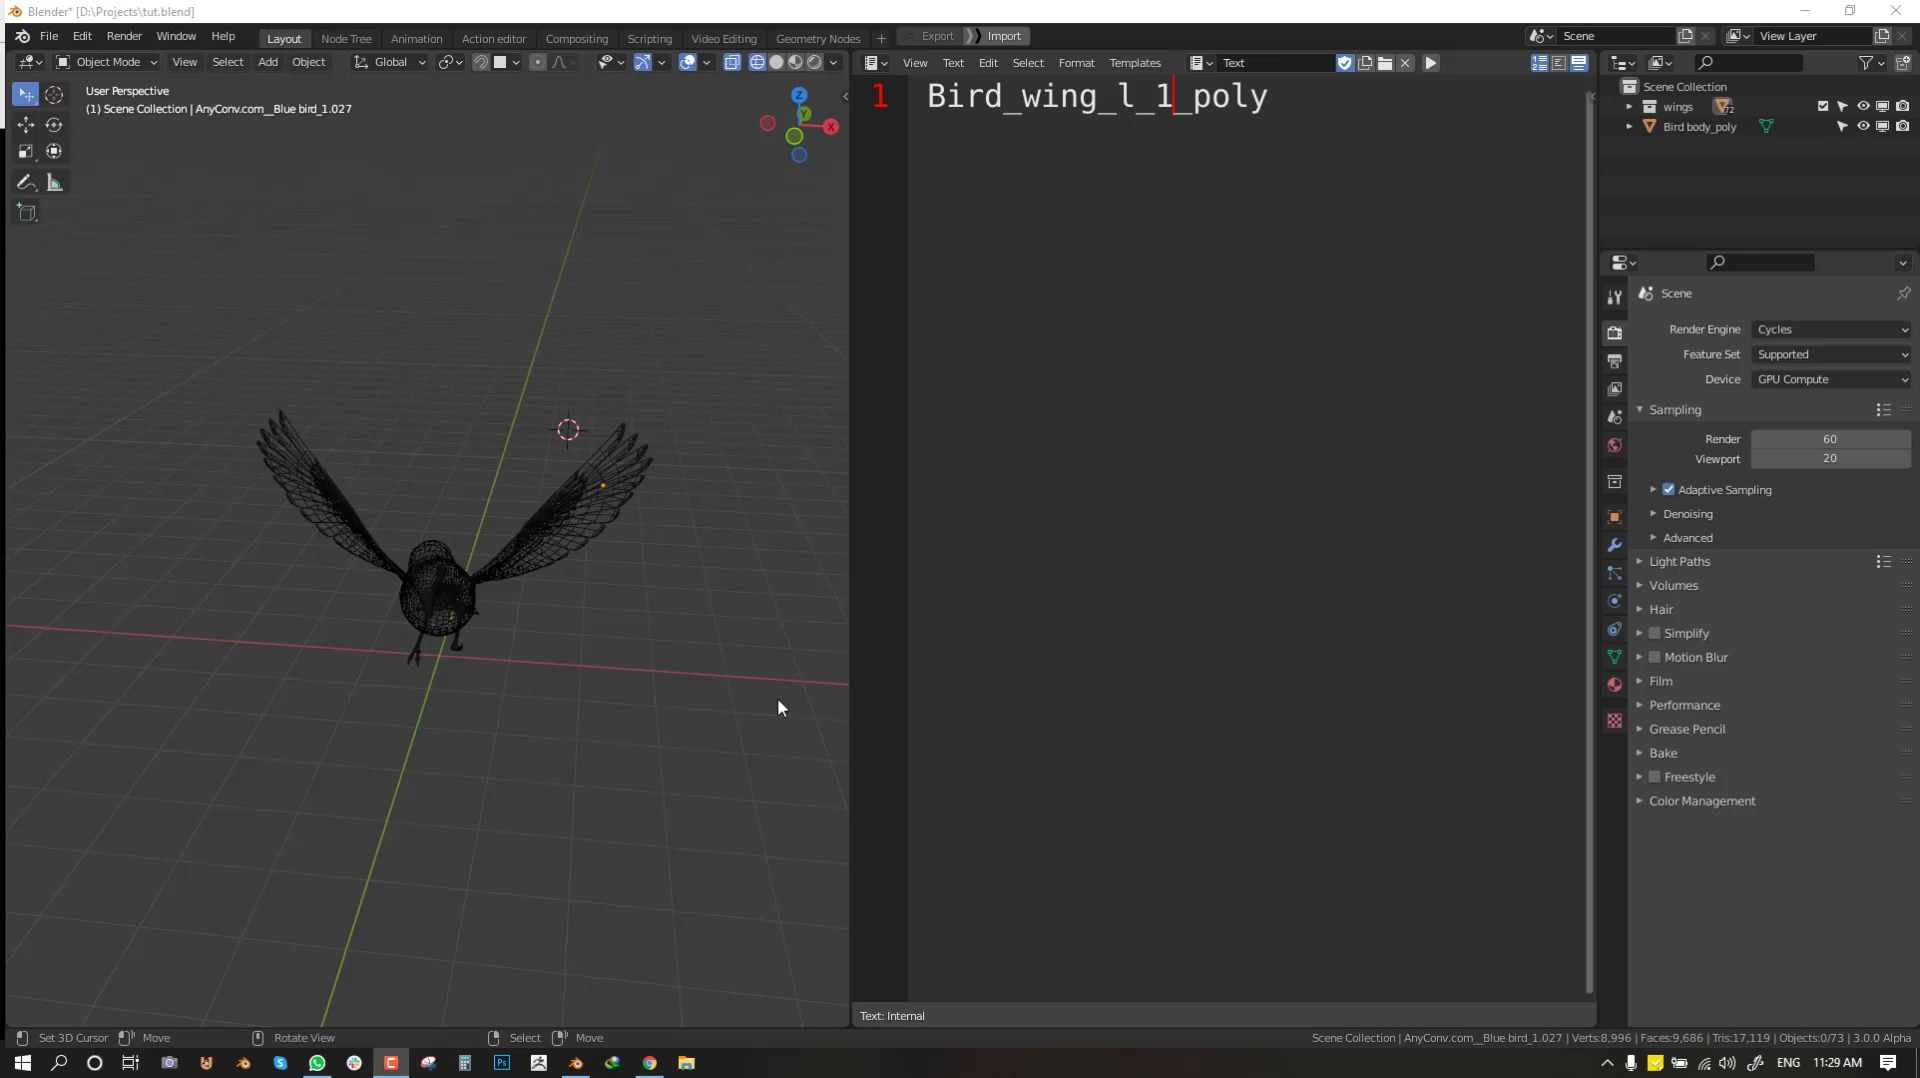 Blender* [D:\Projects\tut.blend]
File Edit Render Window Help Layout Node Tree Animation Action editor Compositing Scripting Video Editing Geometry Nodes + Export Import Scene View Layer
Object Mode View Select Add Object Global
View Text Edit Select Format Templates Text
User Perspective
(1) Scene Collection | AnyConv.com__Blue bird_1.027
Z
Y
X
1 Bird_wing_l_1_poly
Scene Collection
wings 72
Bird body_poly
Scene
Render Engine Cycles
Feature Set Supported
Device GPU Compute
Sampling
Render 60
Viewport 20
Adaptive Sampling
Denoising
Advanced
Light Paths
Volumes
Hair
Simplify
Motion Blur
Film
Performance
Grease Pencil
Bake
Freestyle
Color Management
Text: Internal
Set 3D Cursor Move Rotate View Select Move Scene Collection | AnyConv.com__Blue bird_1.027 | Verts:8,996 | Faces:9,686 | Tris:17,119 | Objects:0/73 | 3.0.0 Alpha
ENG 11:29 AM